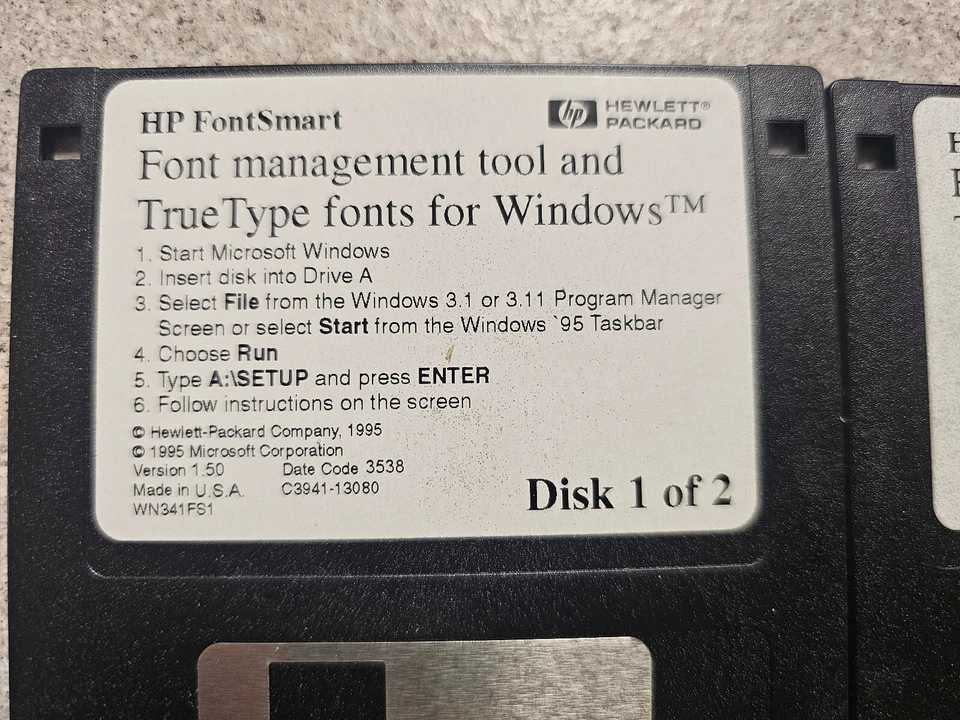 HP FontSmart
hp HEWLETT®
PACKARD
Font management tool and
TrueType fonts for Windows™
1. Start Microsoft Windows
2. Insert disk into Drive A
3. Select File from the Windows 3.1 or 3.11 Program Manager
Screen or select Start from the Windows `95 Taskbar
4. Choose Run
5. Type A:\SETUP and press ENTER
6. Follow instructions on the screen
© Hewlett-Packard Company, 1995
© 1995 Microsoft Corporation
Version 1.50 Date Code 3538
Made in U.S.A. C3941-13080
WN341FS1
Disk 1 of 2